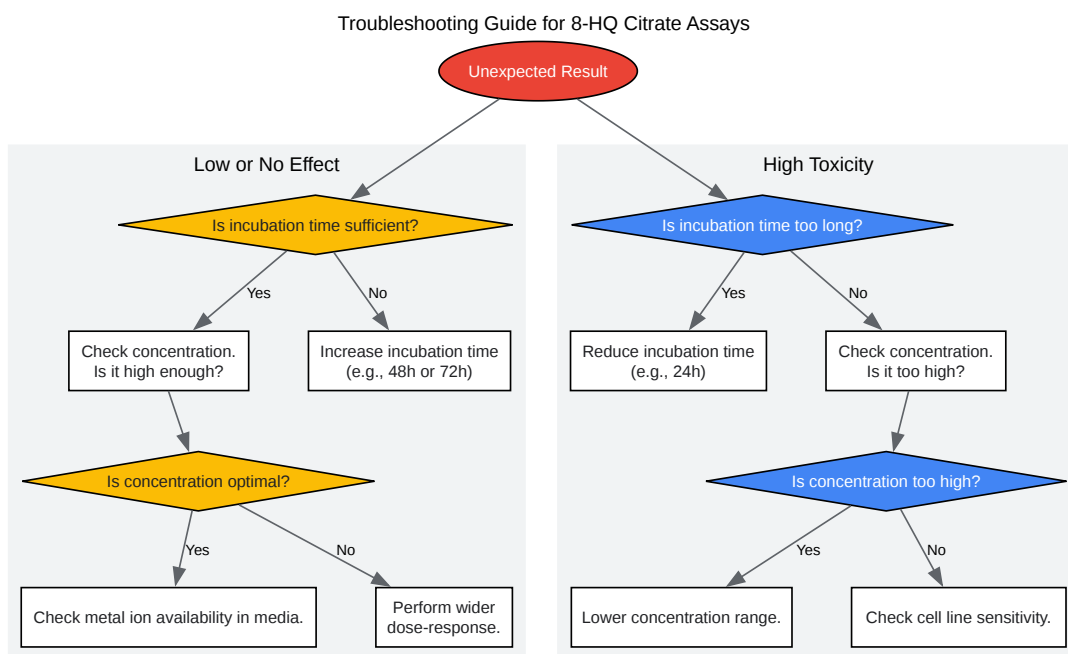 Troubleshooting Guide for 8-HQ Citrate Assays
Unexpected Result
Low or No Effect
Is incubation time sufficient?
Yes
No
Check concentration.
Is it high enough?
Increase incubation time
(e.g., 48h or 72h)
Is concentration optimal?
Yes
No
Check metal ion availability in media.
Perform wider
dose-response.
High Toxicity
Is incubation time too long?
Yes
No
Reduce incubation time
(e.g., 24h)
Check concentration.
Is it too high?
Is concentration too high?
Yes
No
Lower concentration range.
Check cell line sensitivity.